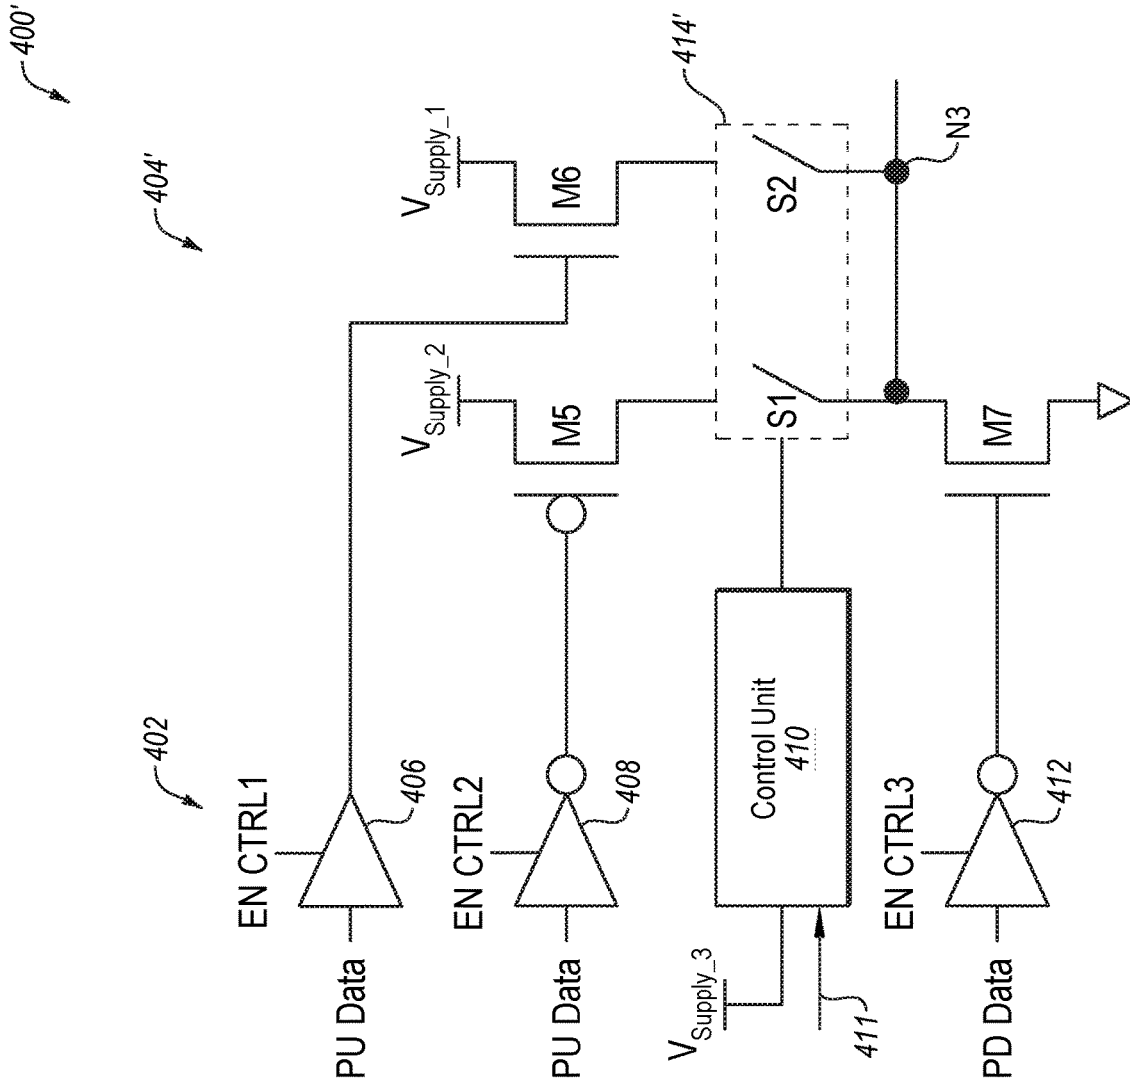 400'
402
404'
EN CTRL1
PU Data
406
EN CTRL2
PU Data
408
VSupply_2
M5
VSupply_1
M6
VSupply_3
411
Control Unit
410
S1
S2
414'
N3
EN CTRL3
PD Data
412
M7